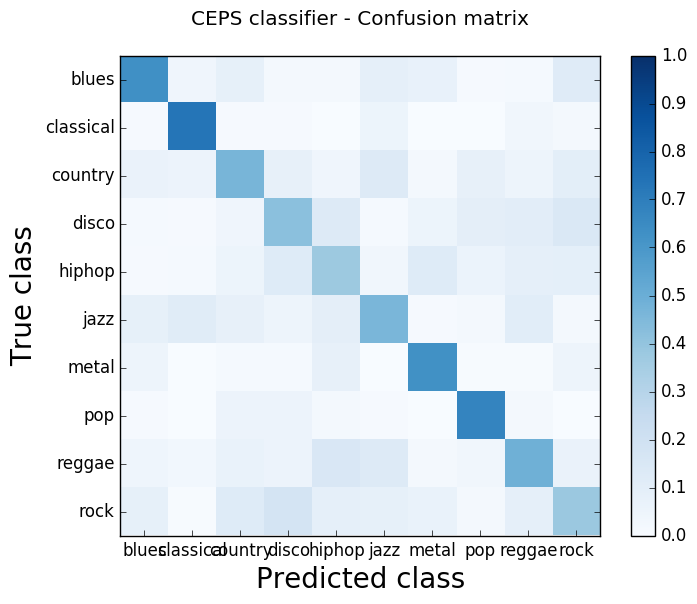 CEPS classifier - Confusion matrix
True class
blues
classical
country
disco
hiphop
jazz
metal
pop
reggae
rock
blues classical country disco hiphop jazz metal pop reggae rock
Predicted class
1.0
0.9
0.8
0.7
0.6
0.5
0.4
0.3
0.2
0.1
0.0